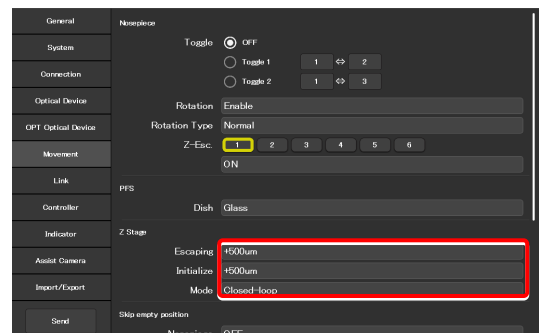 General
System
Connection
Optical Device
OPT Optical Device
Movement
Link
Controller
Indicator
Assist Camera
Import/Export
Send
Nosepiece
Toggle OFF
Toggle 1 1 ⇔ 2
Toggle 2 1 ⇔ 3
Rotation Enable
Rotation Type Normal
Z-Esc. 1 2 3 4 5 6
ON
PFS
Dish Glass
Z Stage
Escaping +500um
Initialize +500um
Mode Closed-loop
Skip empty position
Nosepiece OFF